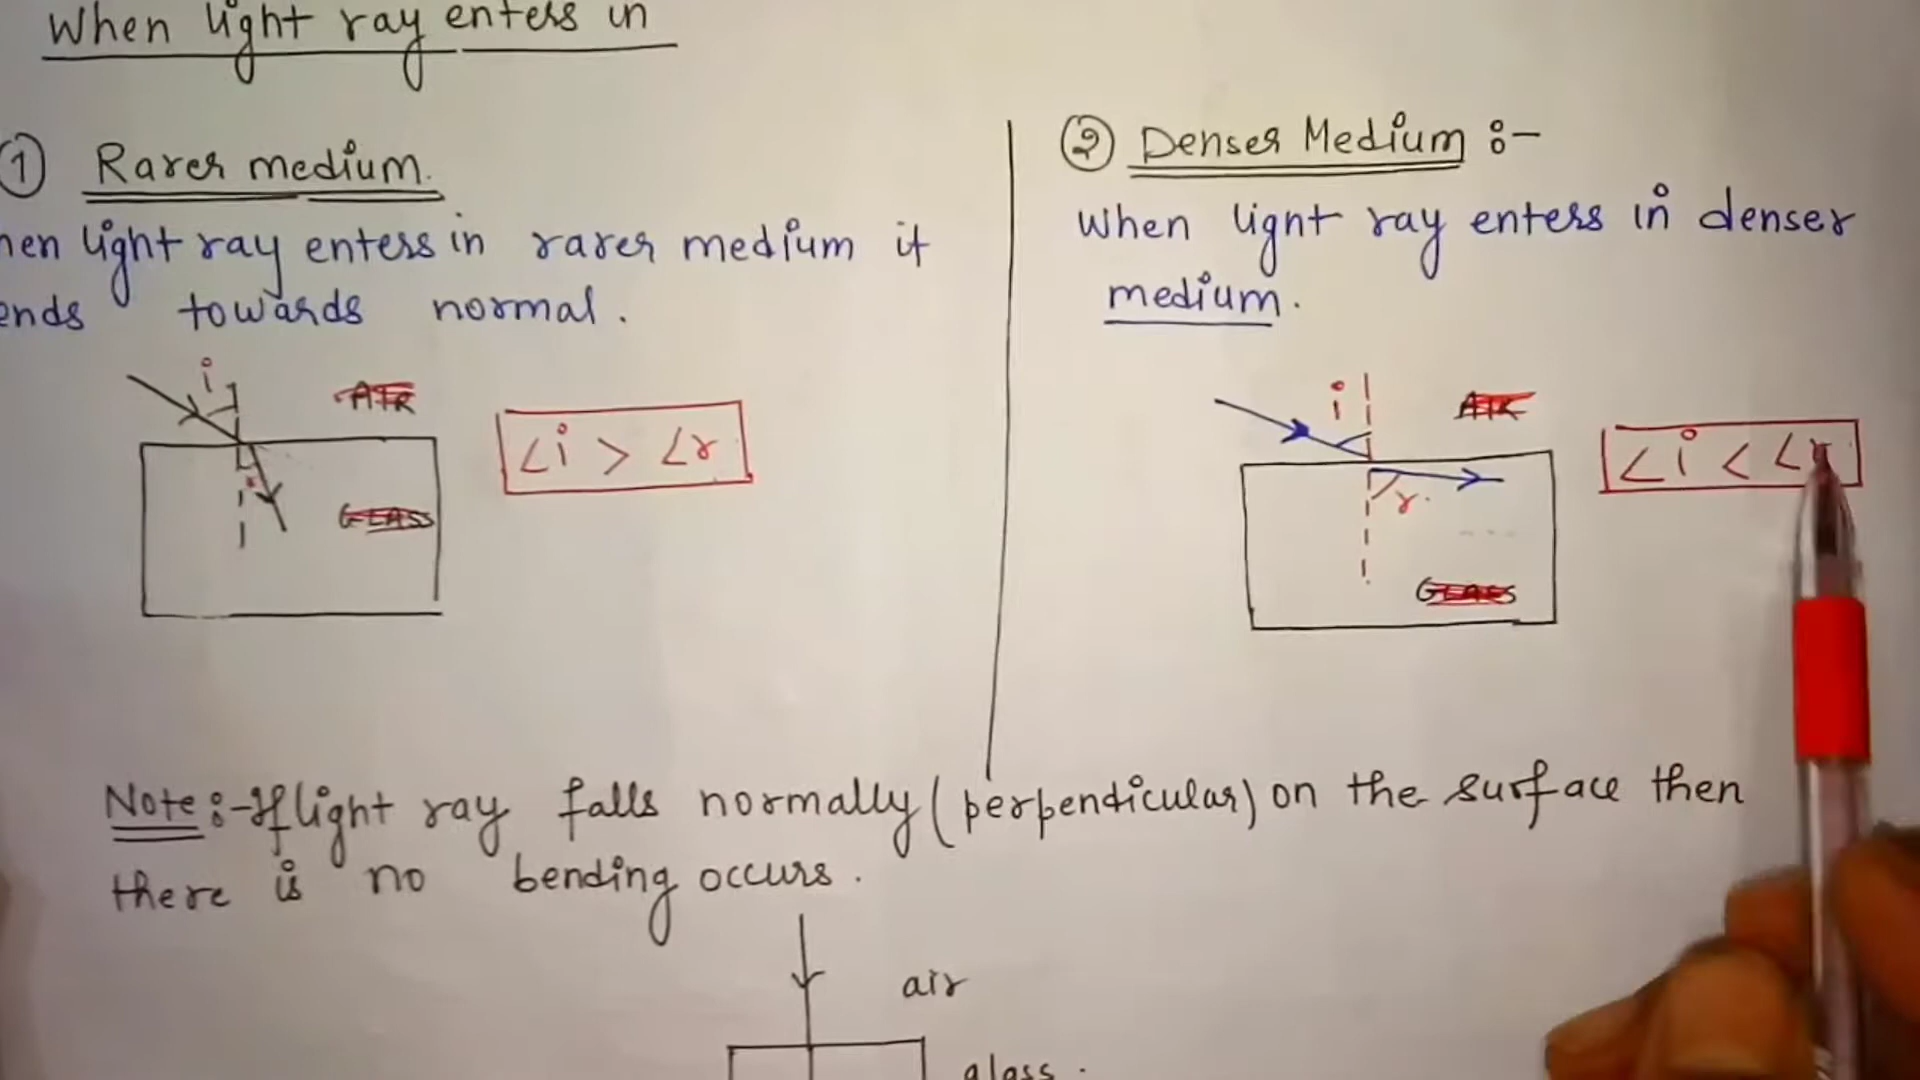 When light ray enters in
1 Rarer medium.
hen light ray enters in rarer medium it
ends towards normal.
i
AIR
<i > <r
r
GLASS
2 Denser Medium :-
When light ray enters in denser
medium.
i
AIR
<i < <r
r.
GLASS
Note:- If light ray falls normally (perpendicular) on the surface then
there is no bending occurs.
air
glass.